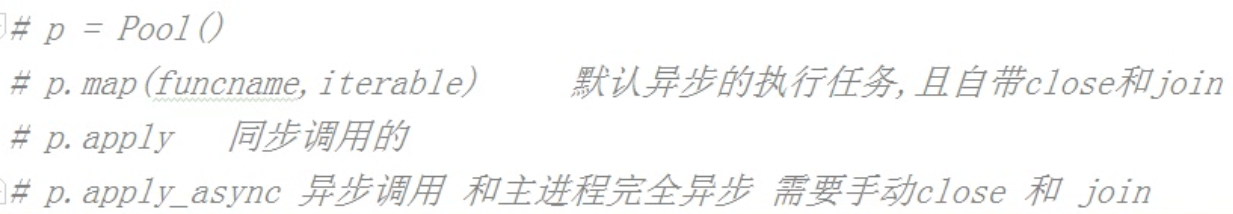 # p = Pool()
# p.map(funcname,iterable) 默认异步的执行任务,且自带close和join
# p.apply 同步调用的
# p.apply_async 异步调用 和主进程完全异步 需要手动close 和 join